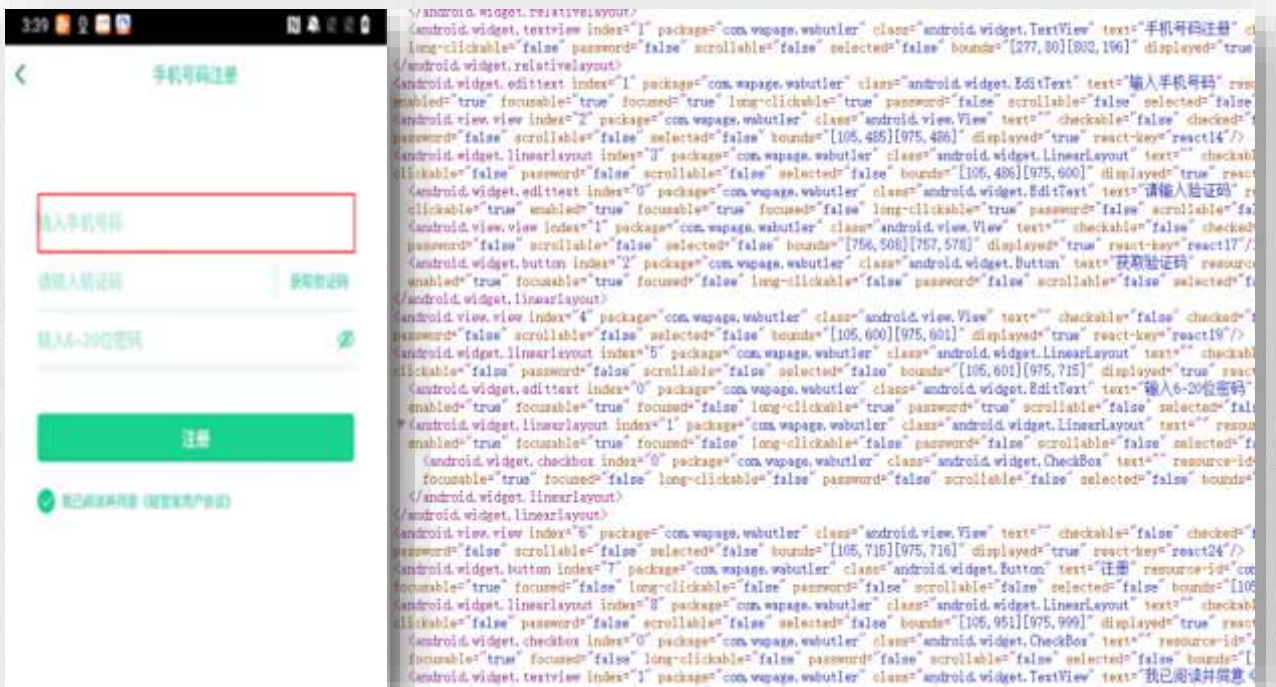 3:39
手机号码注册
输入手机号码
请输入验证码
获取验证码
输入6-20位密码
注册
</android.widget.relativelayout>
<android.widget.textview index="1" package="com.wapage.wabutler" class="android.widget.TextView" text="手机号码注册"
long-clickable="false" password="false" scrollable="false" selected="false" bounds="[277,80][802,196]" displayed="true"
</android.widget.relativelayout>
<android.widget.edittext index="1" package="com.wapage.wabutler" class="android.widget.EditText" text="输入手机号码"
enabled="true" focusable="true" focused="true" long-clickable="true" password="false" scrollable="false" selected="false"
<android.view.view index="2" package="com.wapage.wabutler" class="android.view.View" text="" checkable="false" checked="f
password="false" scrollable="false" selected="false" bounds="[105,485][975,486]" displayed="true" react-key="react14"/>
<android.widget.linearlayout index="3" package="com.wapage.wabutler" class="android.widget.LinearLayout" text="" checkabl
clickable="false" password="false" scrollable="false" selected="false" bounds="[105,486][975,600]" displayed="true" react
<android.widget.edittext index="0" package="com.wapage.wabutler" class="android.widget.EditText" text="请输入验证码"
clickable="true" enabled="true" focusable="true" focused="false" long-clickable="true" password="false" scrollable="fal
<android.view.view index="1" package="com.wapage.wabutler" class="android.view.View" text="" checkable="false" checked
password="false" scrollable="false" selected="false" bounds="[756,508][757,578]" displayed="true" react-key="react17"/>
<android.widget.button index="2" package="com.wapage.wabutler" class="android.widget.Button" text="获取验证码" resource
enabled="true" focusable="true" focused="false" long-clickable="false" password="false" scrollable="false" selected="f
</android.widget.linearlayout>
<android.view.view index="4" package="com.wapage.wabutler" class="android.view.View" text="" checkable="false" checked="f
password="false" scrollable="false" selected="false" bounds="[105,600][975,601]" displayed="true" react-key="react19"/>
<android.widget.linearlayout index="5" package="com.wapage.wabutler" class="android.widget.LinearLayout" text="" checkabl
clickable="false" password="false" scrollable="false" selected="false" bounds="[105,601][975,715]" displayed="true" react
<android.widget.edittext index="0" package="com.wapage.wabutler" class="android.widget.EditText" text="输入6-20位密码"
enabled="true" focusable="true" focused="false" long-clickable="true" password="true" scrollable="false" selected="fals
<android.widget.linearlayout index="1" package="com.wapage.wabutler" class="android.widget.LinearLayout" text="" resou
enabled="true" focusable="true" focused="false" long-clickable="false" password="false" scrollable="false" selected="f
<android.widget.checkbox index="0" package="com.wapage.wabutler" class="android.widget.CheckBox" text="" resource-id=
focusable="true" focused="false" long-clickable="false" password="false" scrollable="false" selected="false" bounds="
</android.widget.linearlayout>
</android.widget.linearlayout>
<android.view.view index="6" package="com.wapage.wabutler" class="android.view.View" text="" checkable="false" checked="f
password="false" scrollable="false" selected="false" bounds="[105,715][975,716]" displayed="true" react-key="react24"/>
<android.widget.button index="7" package="com.wapage.wabutler" class="android.widget.Button" text="注册" resource-id="com
focusable="true" focused="false" long-clickable="false" password="false" scrollable="false" selected="false" bounds="[105
<android.widget.linearlayout index="8" package="com.wapage.wabutler" class="android.widget.LinearLayout" text="" checkabl
clickable="false" password="false" scrollable="false" selected="false" bounds="[105,951][975,999]" displayed="true" react
<android.widget.checkbox index="0" package="com.wapage.wabutler" class="android.widget.CheckBox" text="" resource-id="
focusable="true" focused="false" long-clickable="false" password="false" scrollable="false" selected="false" bounds="[
<android.widget.textview index="1" package="com.wapage.wabutler" class="android.widget.TextView" text="我已阅读并同意